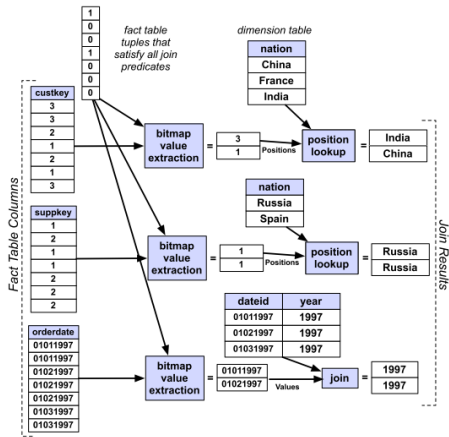 1
0
0
1
0
0
0
fact table
tuples that
satisfy all join
predicates
dimension table
nation
China
France
India
custkey
3
3
2
1
2
1
3
bitmap
value
extraction
=
3
1
Positions
position
lookup
=
India
China
Fact Table Columns
Join Results
nation
Russia
Spain
suppkey
1
2
1
1
2
2
2
bitmap
value
extraction
=
1
1
Positions
position
lookup
=
Russia
Russia
dateid year
01011997 1997
01021997 1997
01031997 1997
orderdate
01011997
01011997
01021997
01021997
01021997
01031997
01031997
bitmap
value
extraction
=
01011997
01021997
Values
join
=
1997
1997